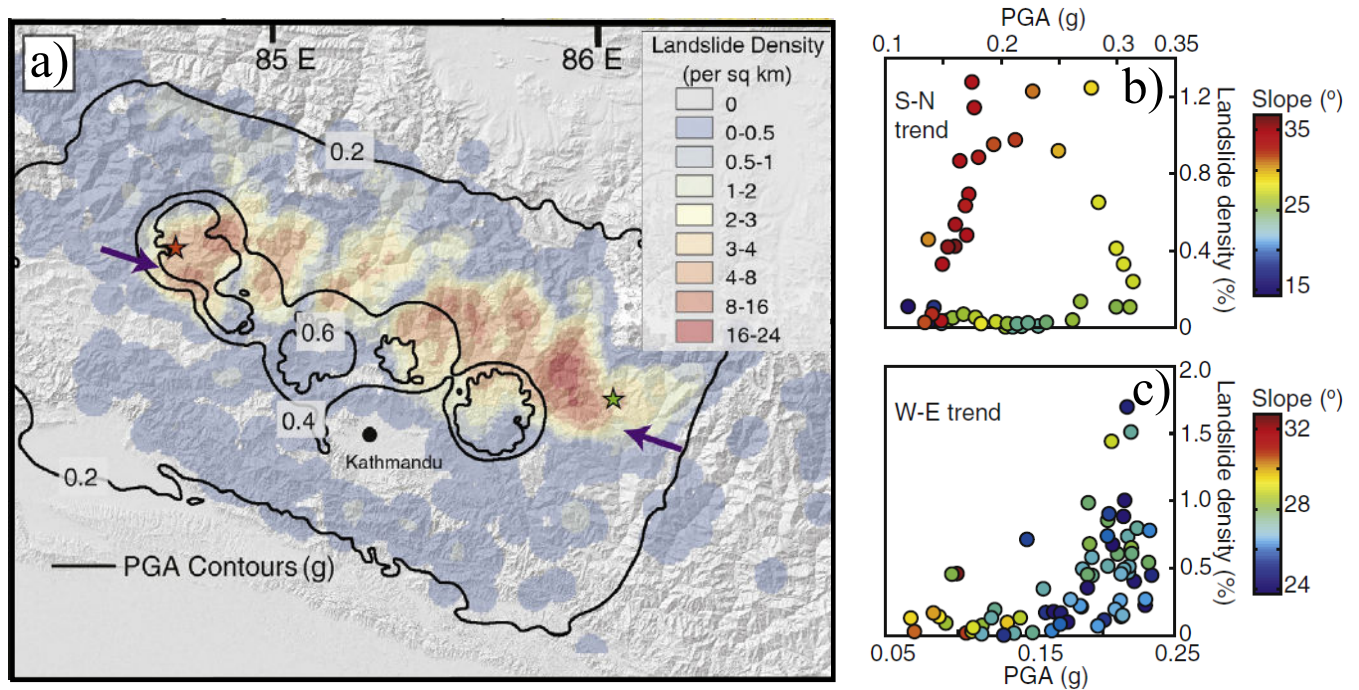 a)
85 E
86 E
Landslide Density
(per sq km)
0
0-0.5
0.5-1
1-2
2-3
3-4
4-8
8-16
16-24
0.2
0.6
0.4
Kathmandu
0.2
PGA Contours (g)
PGA (g)
0.1
0.2
0.3
0.35
b)
S-N
trend
1.2
0.8
0.4
0
Landslide density (%)
Slope (º)
35
25
15
c)
W-E trend
2.0
1.5
1.0
0.5
0
Landslide density (%)
0.05
0.15
0.25
PGA (g)
Slope (º)
32
28
24